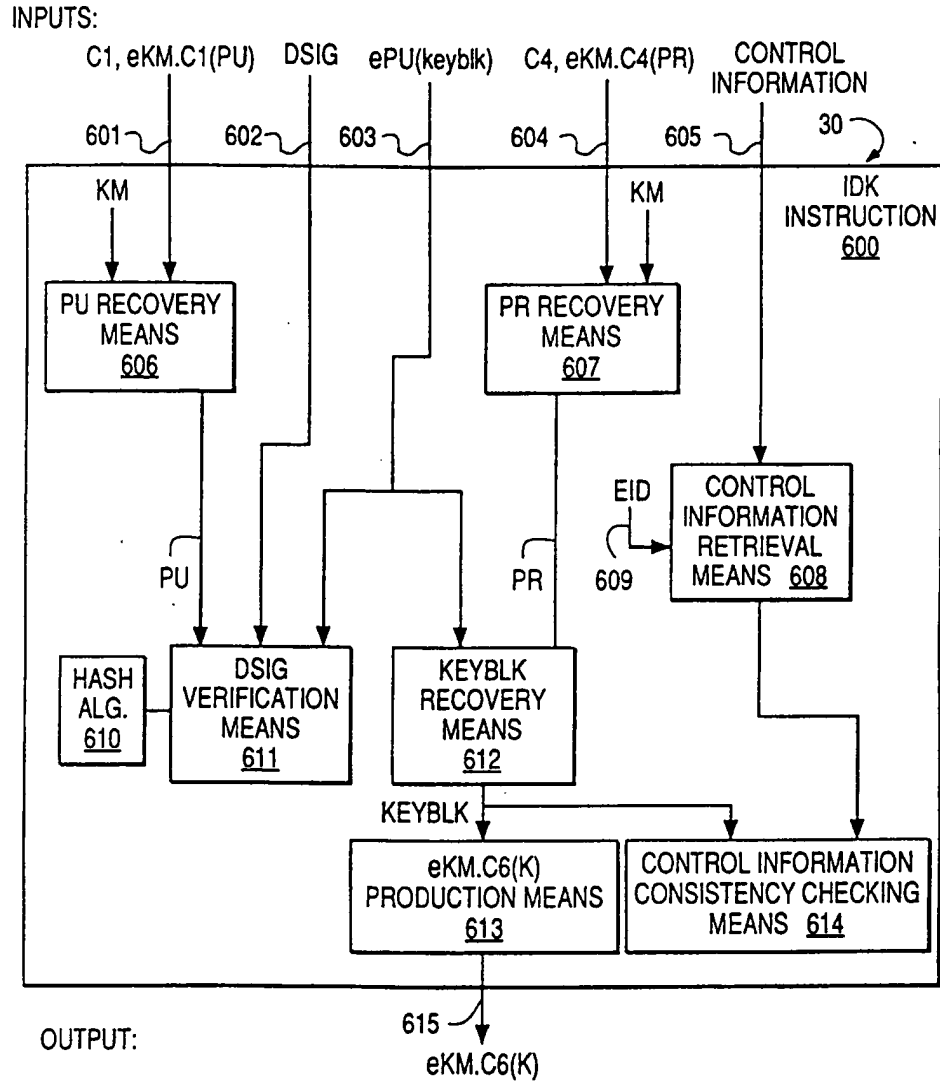 INPUTS:
C1, eKM.C1(PU)
DSIG
ePU(keyblk)
C4, eKM.C4(PR)
CONTROL
INFORMATION
601
602
603
604
605
30
KM
KM
IDK
INSTRUCTION
600
PU RECOVERY
MEANS
606
PR RECOVERY
MEANS
607
EID
609
CONTROL
INFORMATION
RETRIEVAL
MEANS 608
PU
PR
HASH
ALG.
610
DSIG
VERIFICATION
MEANS
611
KEYBLK
RECOVERY
MEANS
612
KEYBLK
eKM.C6(K)
PRODUCTION MEANS
613
CONTROL INFORMATION
CONSISTENCY CHECKING
MEANS 614
615
OUTPUT:
eKM.C6(K)